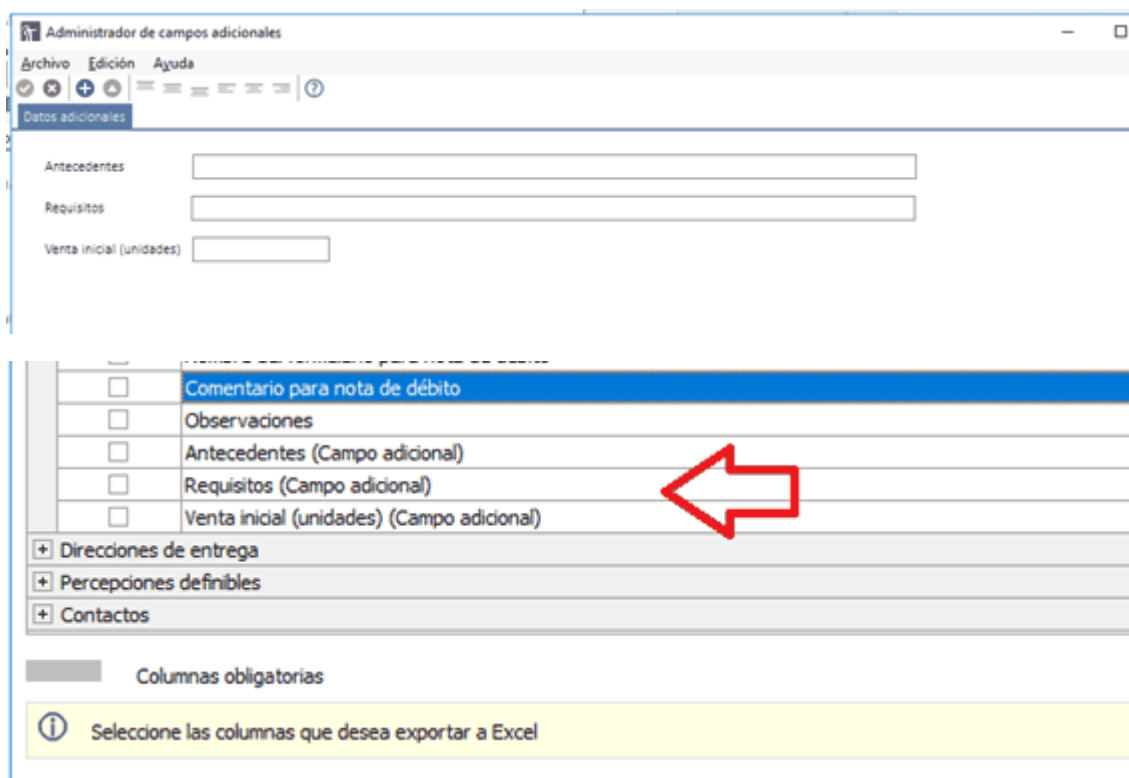 Administrador de campos adicionales
Archivo Edición Ayuda
Datos adicionales
Antecedentes
Requisitos
Venta inicial (unidades)
Comentario para nota de débito
Observaciones
Antecedentes (Campo adicional)
Requisitos (Campo adicional)
Venta inicial (unidades) (Campo adicional)
Direcciones de entrega
Percepciones definibles
Contactos
Columnas obligatorias
Seleccione las columnas que desea exportar a Excel